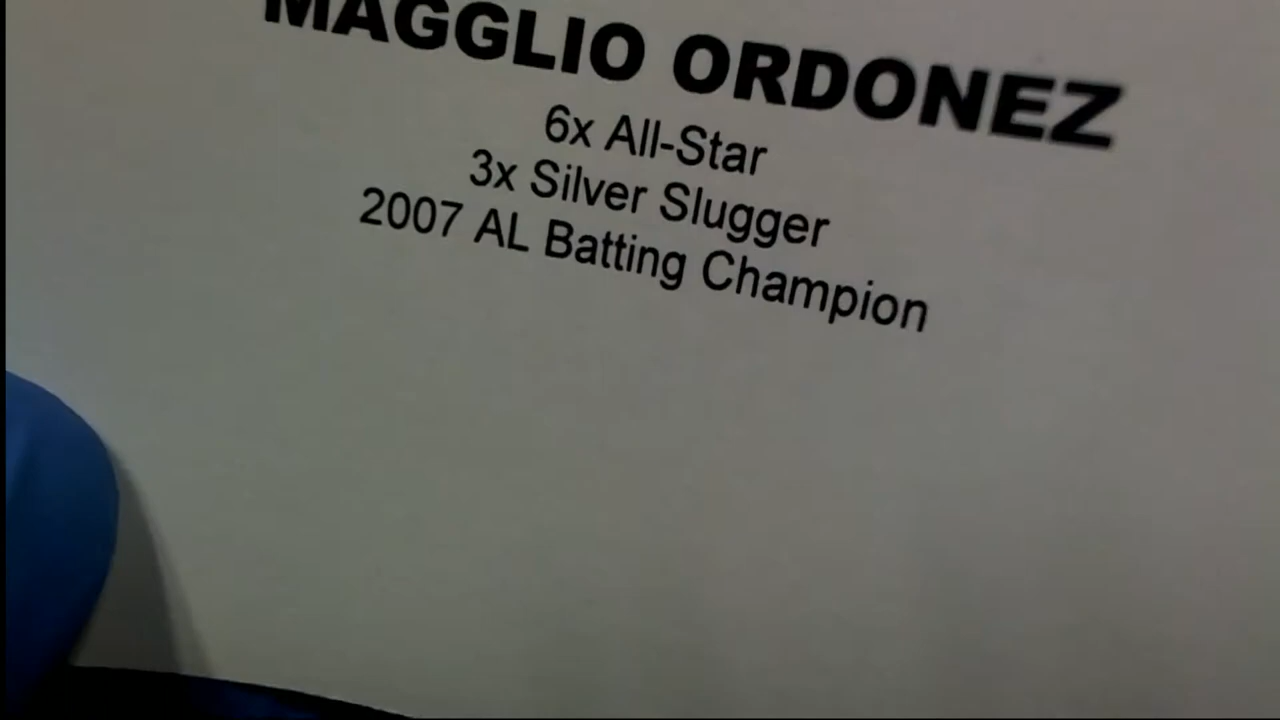 MAGGLIO ORDONEZ
6x All-Star
3x Silver Slugger
2007 AL Batting Champion